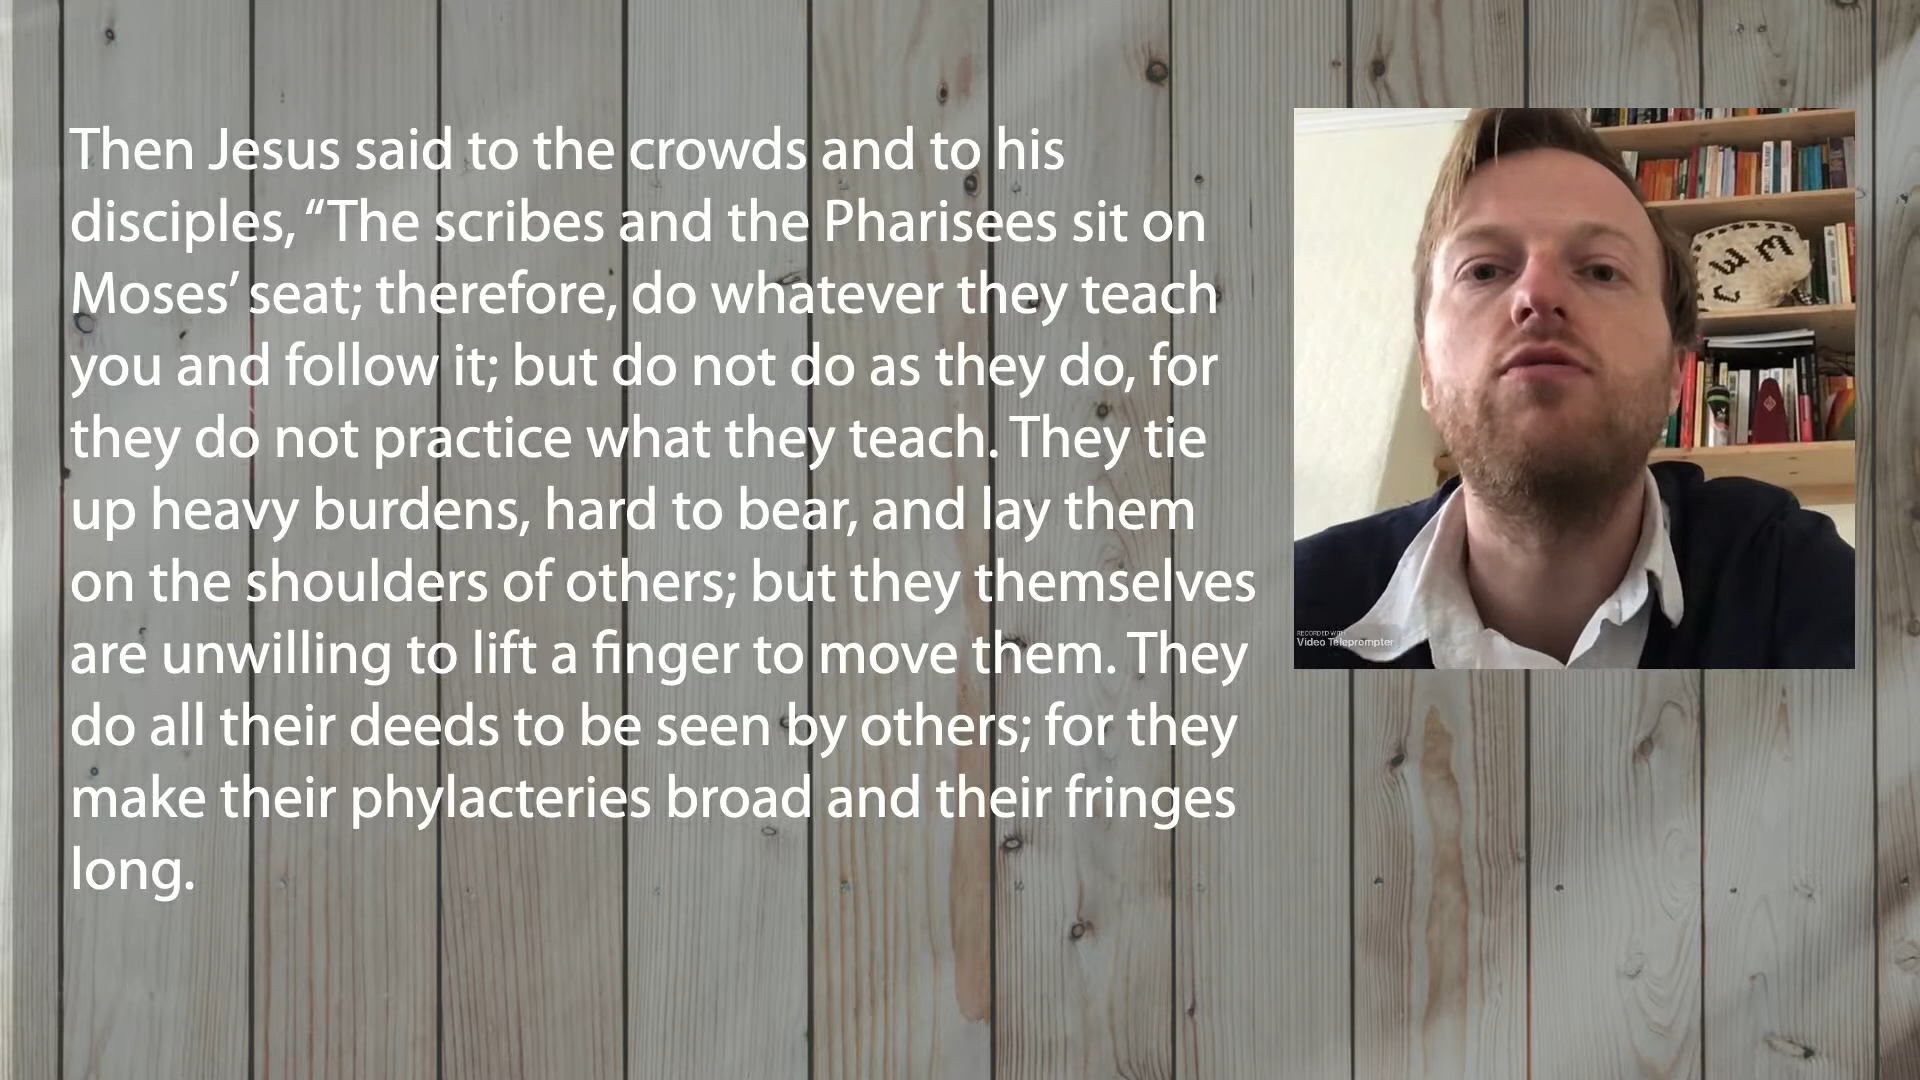 Then Jesus said to the crowds and to his
disciples, “The scribes and the Pharisees sit on
Moses’ seat; therefore, do whatever they teach
you and follow it; but do not do as they do, for
they do not practice what they teach. They tie
up heavy burdens, hard to bear, and lay them
on the shoulders of others; but they themselves
are unwilling to lift a finger to move them. They
do all their deeds to be seen by others; for they
make their phylacteries broad and their fringes
long.
CWM
RECORDED WITH
Video Teleprompter